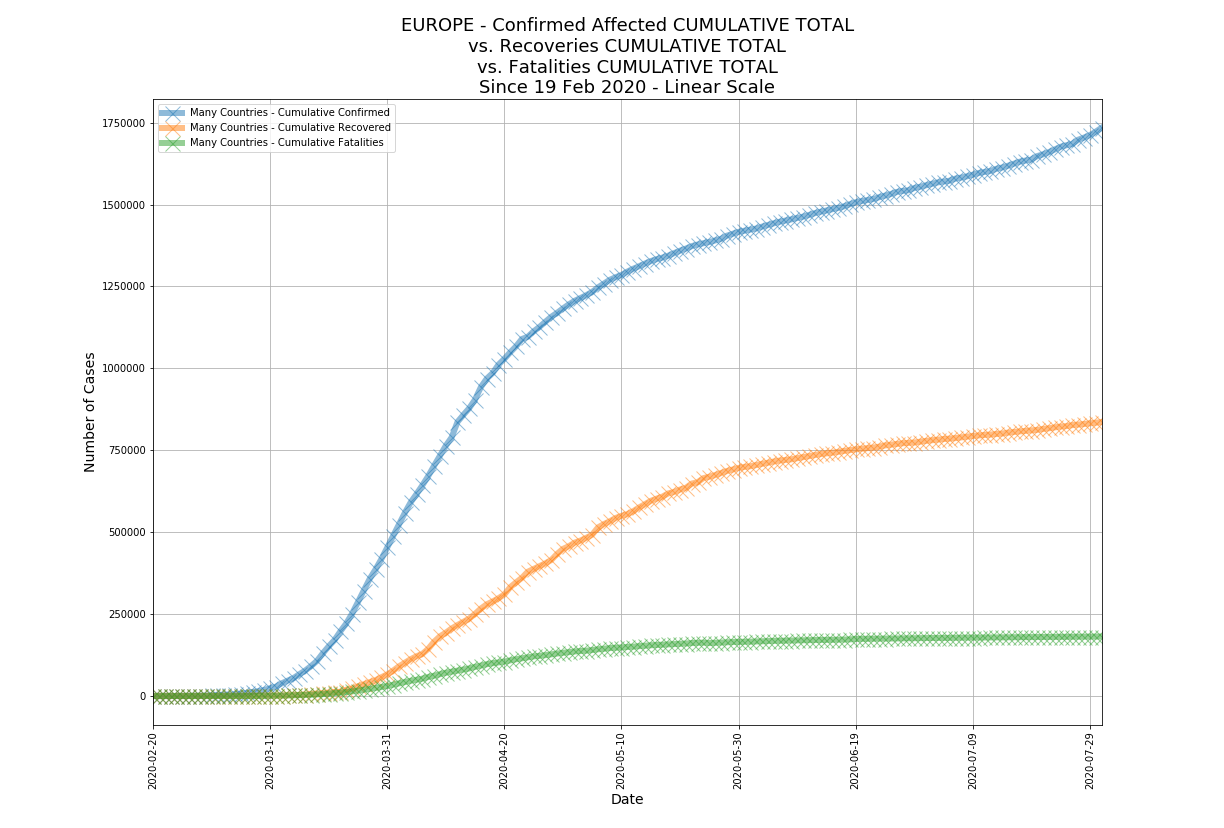 EUROPE - Confirmed Affected CUMULATIVE TOTAL
vs. Recoveries CUMULATIVE TOTAL
vs. Fatalities CUMULATIVE TOTAL
Since 19 Feb 2020 - Linear Scale
Many Countries - Cumulative Confirmed
Many Countries - Cumulative Recovered
Many Countries - Cumulative Fatalities
Number of Cases
1750000
1500000
1250000
1000000
750000
500000
250000
0
2020-02-20
2020-03-11
2020-03-31
2020-04-20
2020-05-10
2020-05-30
2020-06-19
2020-07-09
2020-07-29
Date